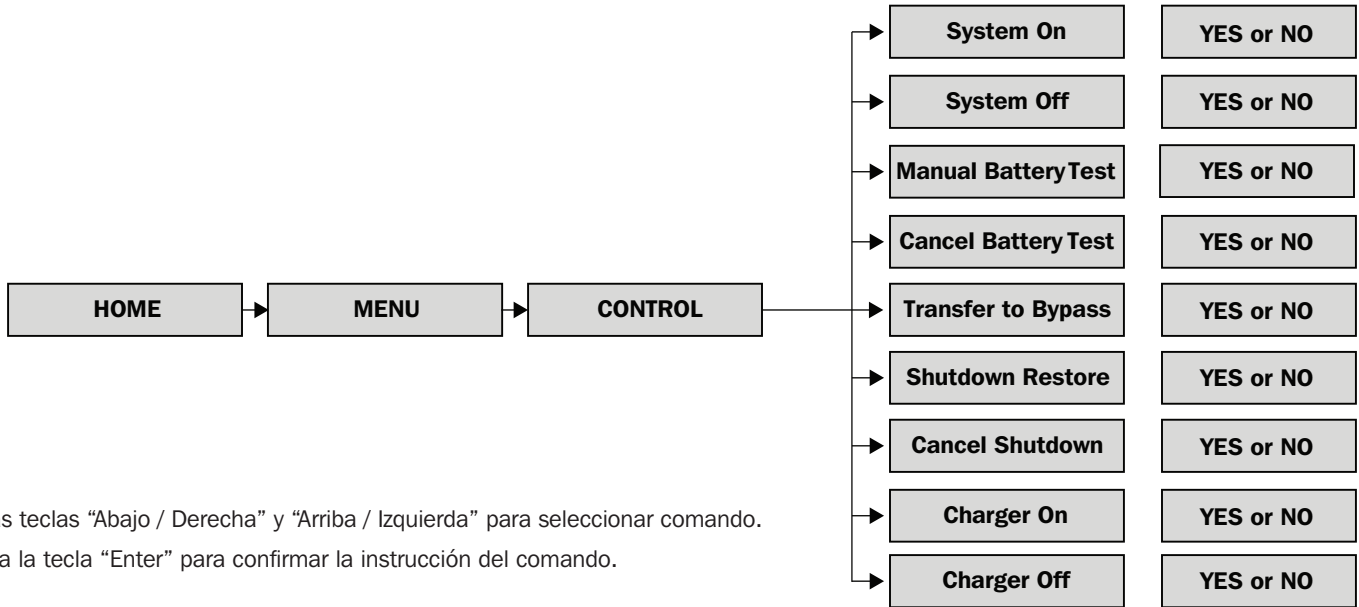 System On YES or NO
System Off YES or NO
Manual Battery Test YES or NO
Cancel Battery Test YES or NO
HOME MENU CONTROL Transfer to Bypass YES or NO
Shutdown Restore YES or NO
Cancel Shutdown YES or NO
teclas “Abajo / Derecha” y “Arriba / Izquierda” para seleccionar comando.
Charger On YES or NO
la tecla “Enter” para confirmar la instrucción del comando.
Charger Off YES or NO